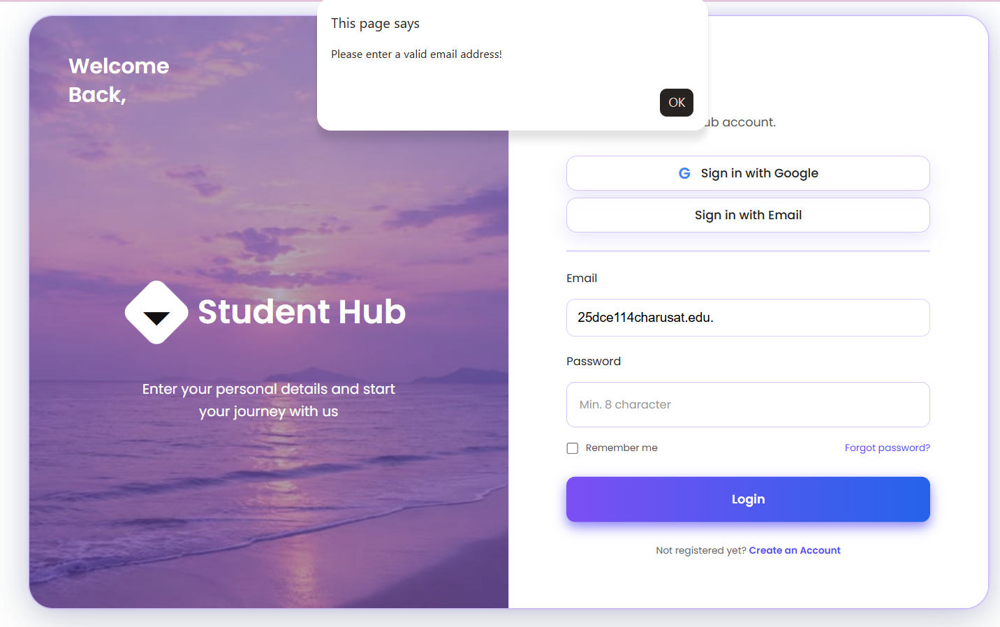 This page says
Please enter a valid email address!
OK
Welcome
Back,
Student Hub
Enter your personal details and start
your journey with us
account.
G Sign in with Google
Sign in with Email
Email
25dce114charusat.edu.
Password
Min. 8 character
Remember me
Forgot password?
Login
Not registered yet? Create an Account